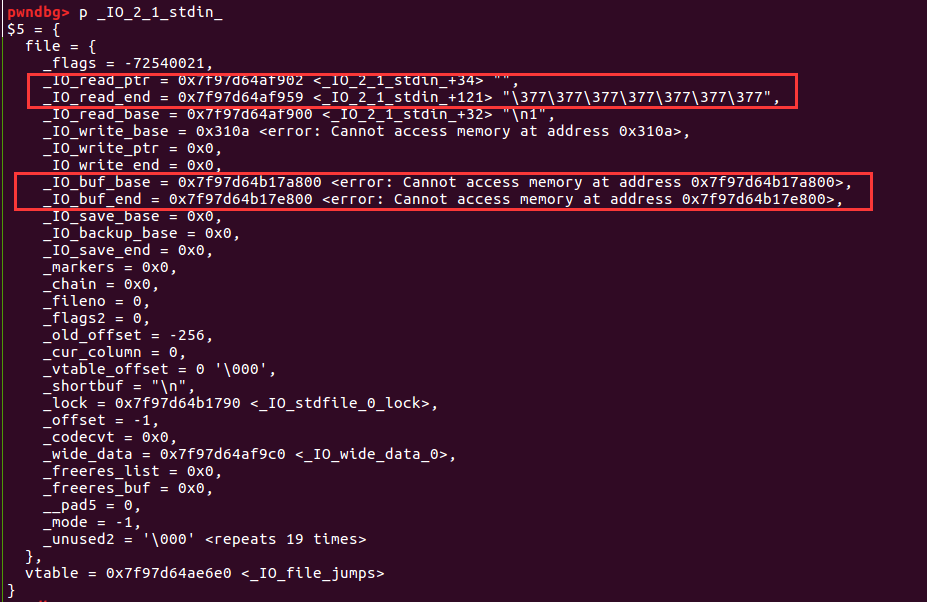 pwndbg> p _IO_2_1_stdin_
$5 = {
  file = {
    _flags = -72540021,
    _IO_read_ptr = 0x7f97d64af902 <_IO_2_1_stdin_+34> "",
    _IO_read_end = 0x7f97d64af959 <_IO_2_1_stdin_+121> "\377\377\377\377\377\377\377",
    _IO_read_base = 0x7f97d64af900 <_IO_2_1_stdin_+32> "\n1",
    _IO_write_base = 0x310a <error: Cannot access memory at address 0x310a>,
    _IO_write_ptr = 0x0,
    _IO_write_end = 0x0,
    _IO_buf_base = 0x7f97d64b17a800 <error: Cannot access memory at address 0x7f97d64b17a800>,
    _IO_buf_end = 0x7f97d64b17e800 <error: Cannot access memory at address 0x7f97d64b17e800>,
    _IO_save_base = 0x0,
    _IO_backup_base = 0x0,
    _IO_save_end = 0x0,
    _markers = 0x0,
    _chain = 0x0,
    _fileno = 0,
    _flags2 = 0,
    _old_offset = -256,
    _cur_column = 0,
    _vtable_offset = 0 '\000',
    _shortbuf = "\n",
    _lock = 0x7f97d64b1790 <_IO_stdfile_0_lock>,
    _offset = -1,
    _codecvt = 0x0,
    _wide_data = 0x7f97d64af9c0 <_IO_wide_data_0>,
    _freeres_list = 0x0,
    _freeres_buf = 0x0,
    __pad5 = 0,
    _mode = -1,
    _unused2 = '\000' <repeats 19 times>
  },
  vtable = 0x7f97d64ae6e0 <_IO_file_jumps>
}